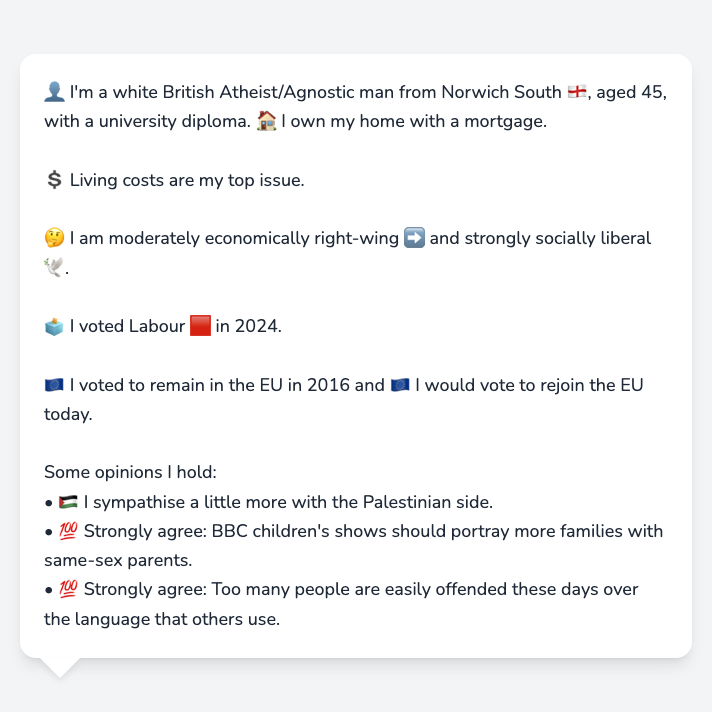 👤 I'm a white British Atheist/Agnostic man from Norwich South 🏴󠁧󠁢󠁥󠁮󠁧󠁿, aged 45,
with a university diploma. 🏠 I own my home with a mortgage.
💲 Living costs are my top issue.
🤔 I am moderately economically right-wing ➡️ and strongly socially liberal
🕊️.
🗳️ I voted Labour 🟥 in 2024.
🇪🇺 I voted to remain in the EU in 2016 and 🇪🇺 I would vote to rejoin the EU
today.
Some opinions I hold:
• 🇵🇸 I sympathise a little more with the Palestinian side.
• 💯 Strongly agree: BBC children's shows should portray more families with
same-sex parents.
• 💯 Strongly agree: Too many people are easily offended these days over
the language that others use.